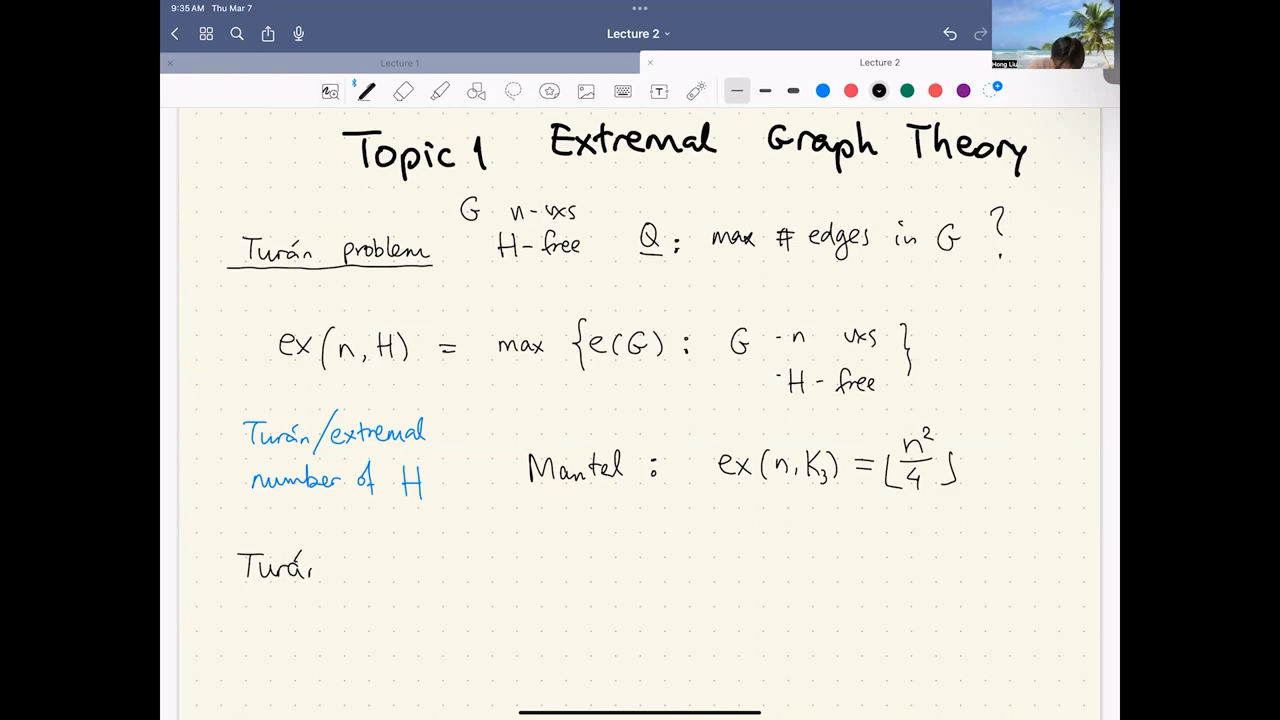 9:35 AM Thu Mar 7
Lecture 2
Lecture 1
Lecture 2
Hong Liu
Topic 1 Extremal Graph Theory
G n-vxs
Turán problem H-free Q: max # edges in G ?
ex(n, H) = max {e(G) : G - n vxs }
- H - free
Turán/extremal
number of H
Mantel : ex(n, K₃) = ⌊n²/4⌋
Turá